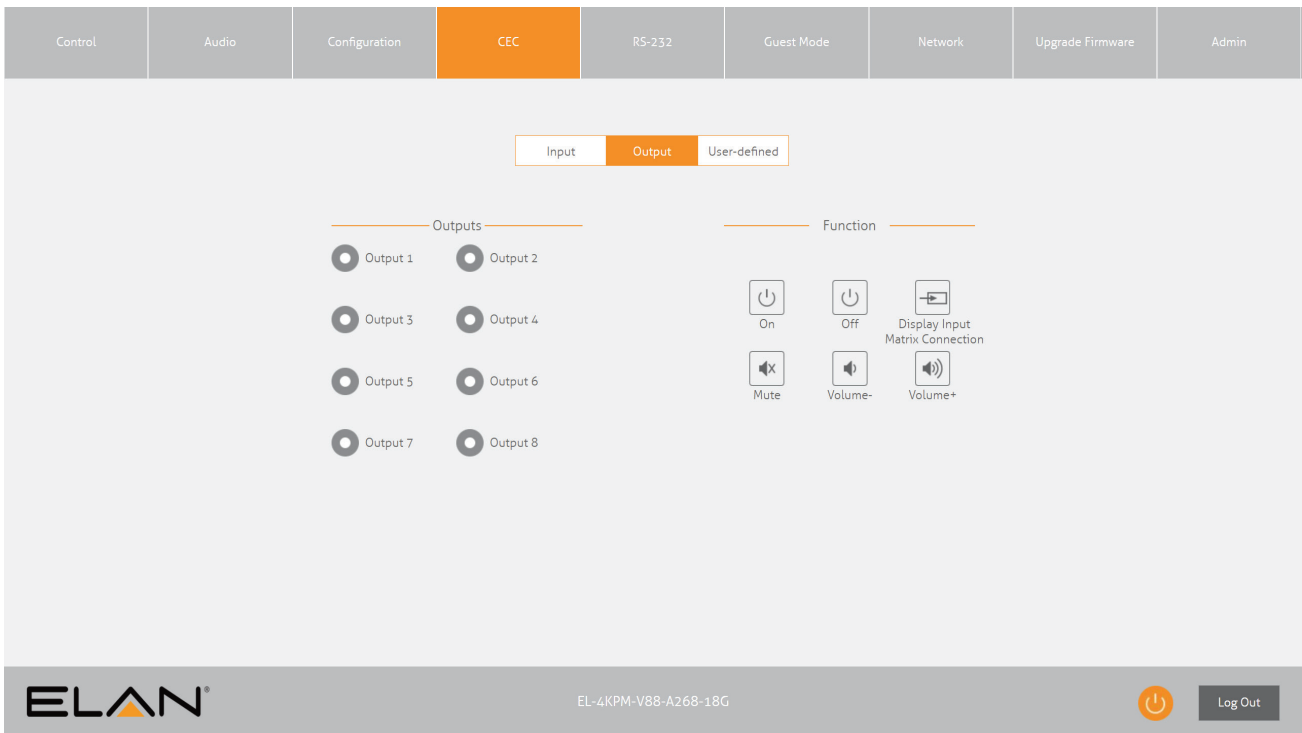 Control Audio Configuration CEC RS-232 Guest Mode Network Upgrade Firmware Admin
Input Output User-defined
Outputs
Output 1 Output 2
Output 3 Output 4
Output 5 Output 6
Output 7 Output 8
Function
On Off Display Input
Matrix Connection
Mute Volume- Volume+
ELAN® EL-4KPM-V88-A268-18G Log Out